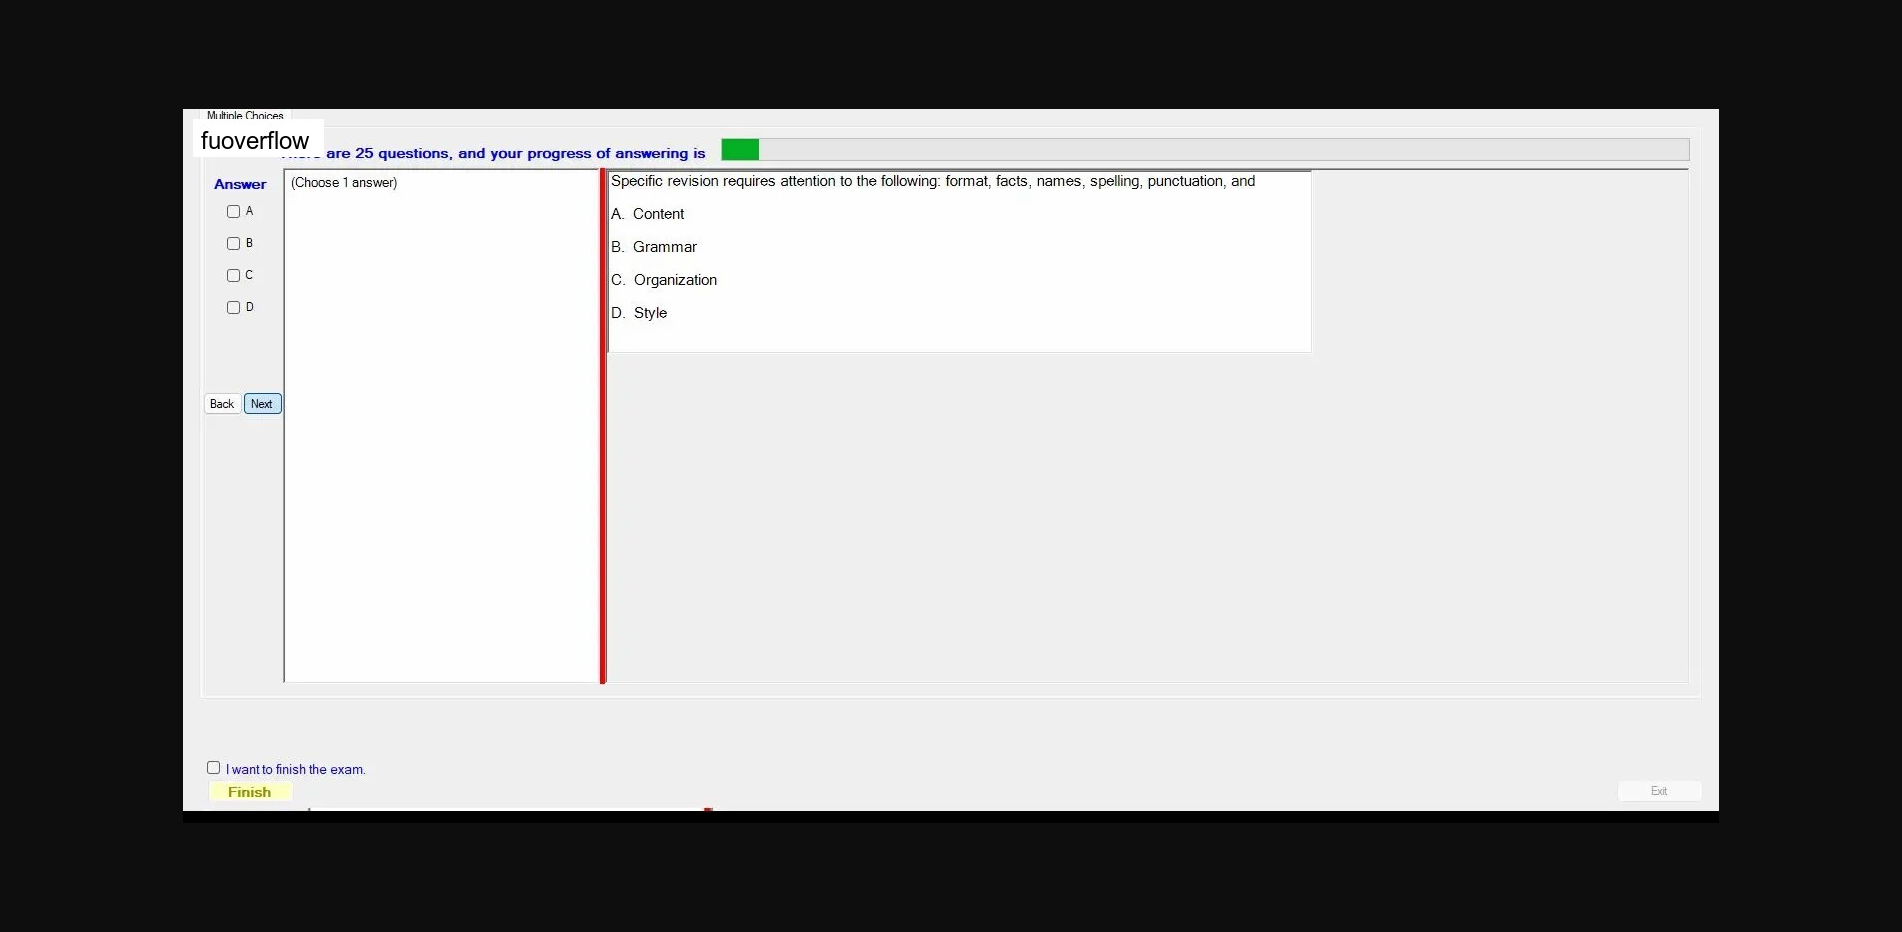 Multiple Choices
fuoverflow
are 25 questions, and your progress of answering is
Answer
(Choose 1 answer)
A
B
C
D
Back
Next
Specific revision requires attention to the following: format, facts, names, spelling, punctuation, and
A. Content
B. Grammar
C. Organization
D. Style
I want to finish the exam.
Finish
Exit